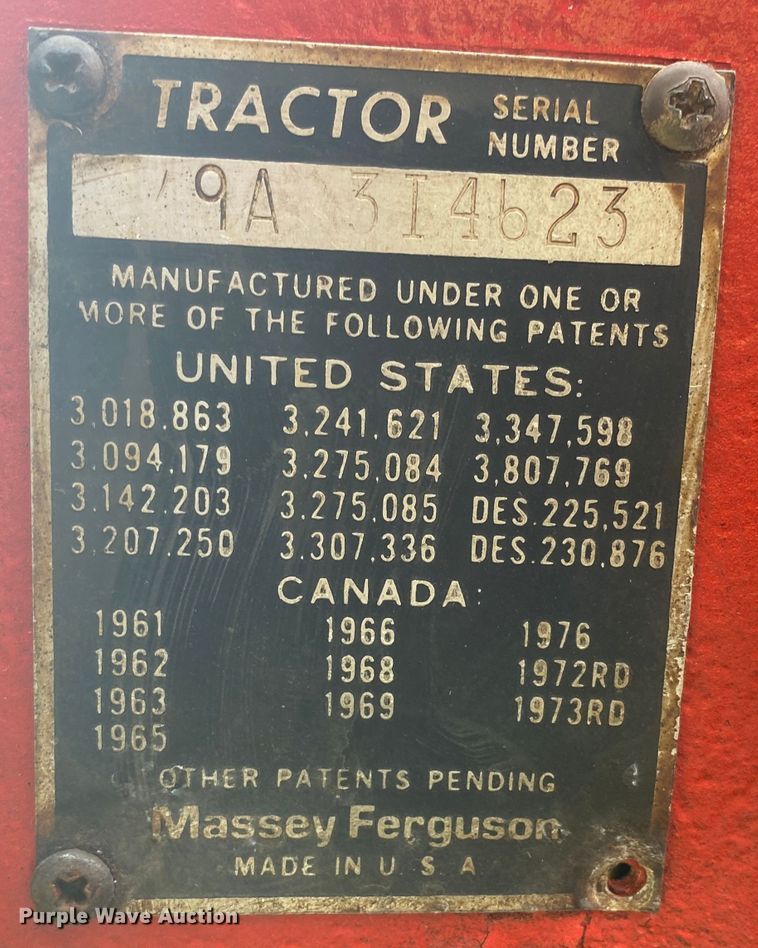 TRACTOR SERIAL NUMBER
9A 314623
MANUFACTURED UNDER ONE OR
MORE OF THE FOLLOWING PATENTS
UNITED STATES:
3,018,863 3,241,621 3,347,598
3,094,179 3,275,084 3,807,769
3,142,203 3,275,085 DES.225,521
3,207,250 3,307,336 DES.230,876
CANADA:
1961 1966 1976
1962 1968 1972RD
1963 1969 1973RD
1965
OTHER PATENTS PENDING
Massey Ferguson
MADE IN U S A
Purple Wave Auction